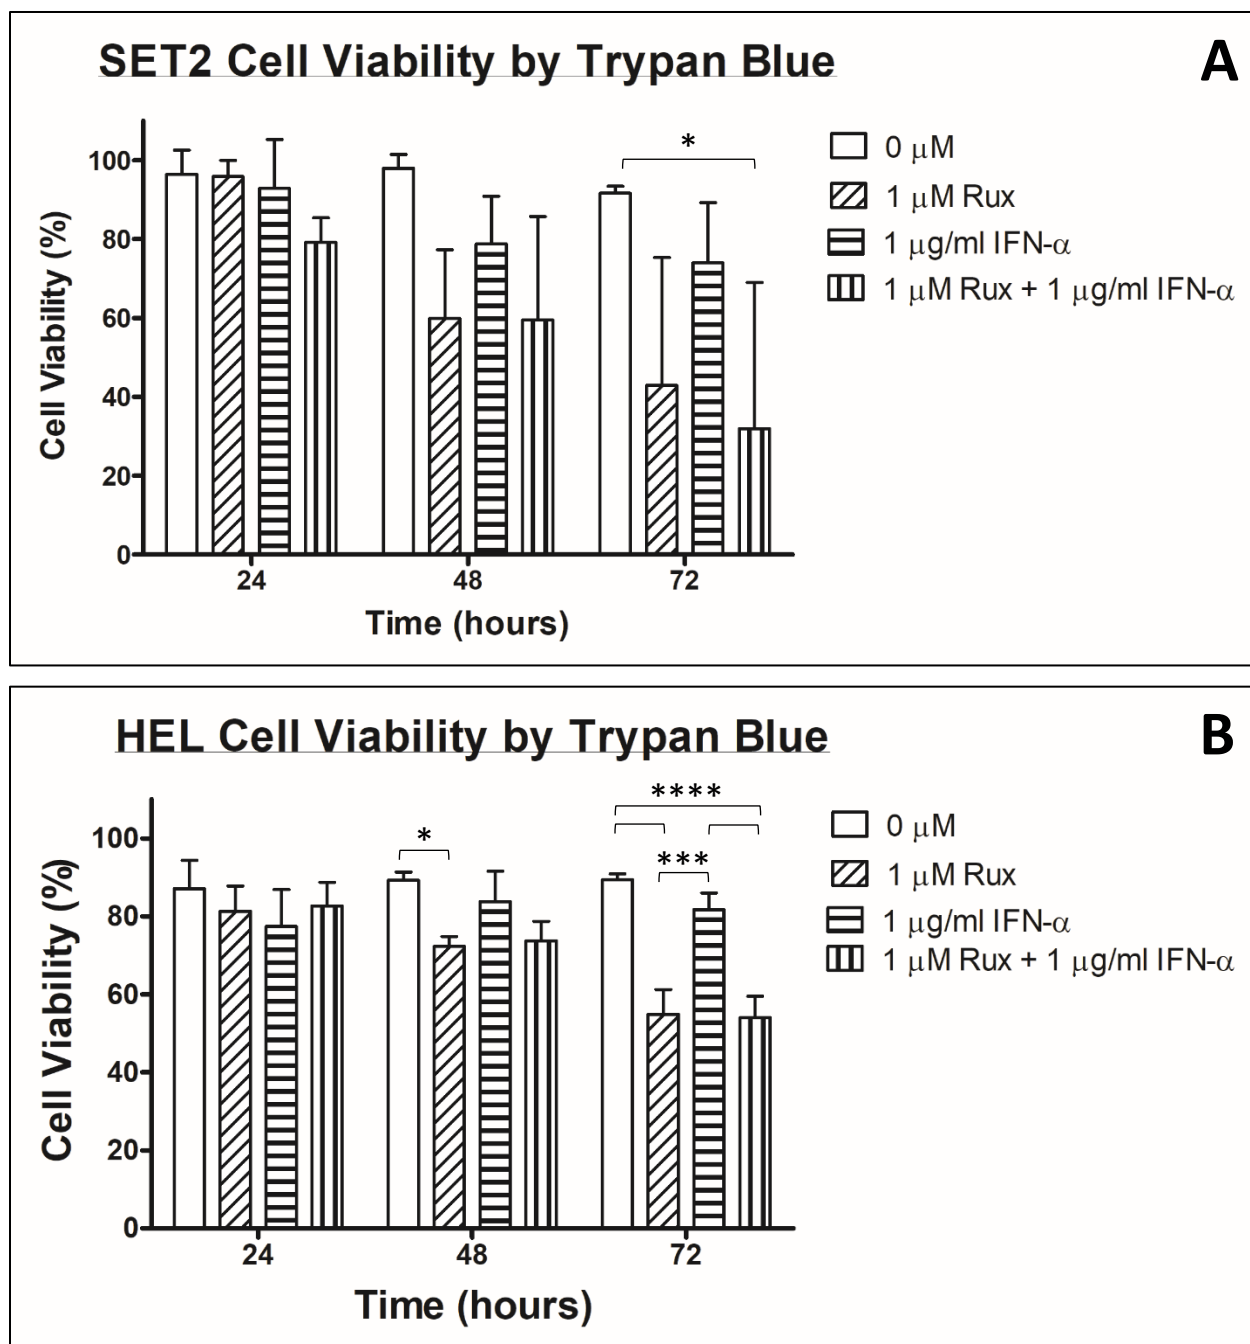 SET2 Cell Viability by Trypan Blue
A
*
100
80
60
40
20
0
Cell Viability (%)
24 48 72
Time (hours)
0 μM
1 μM Rux
1 μg/ml IFN-α
1 μM Rux + 1 μg/ml IFN-α
HEL Cell Viability by Trypan Blue
B
****
*
***
100
80
60
40
20
0
Cell Viability (%)
24 48 72
Time (hours)
0 μM
1 μM Rux
1 μg/ml IFN-α
1 μM Rux + 1 μg/ml IFN-α